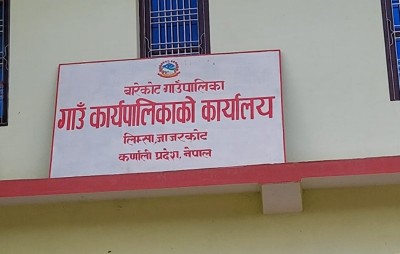 बारेकोट गाउँपालिका
गाउँ कार्यपालिकाको कार्यालय
लिम्सा,जाजरकोट
कर्णाली प्रदेश, नेपाल